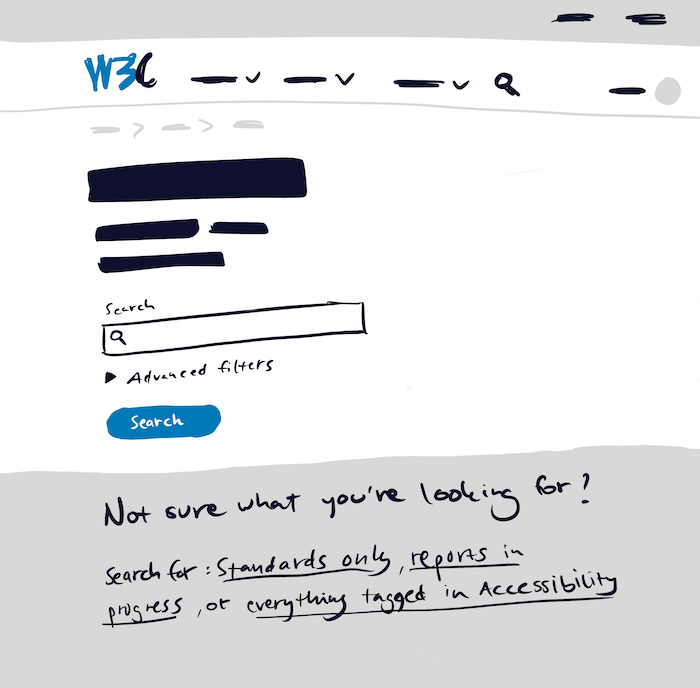 W3C
Search
Advanced filters
Search
Not sure what you're looking for?
Search for: Standards only, reports in
progress, or everything tagged in Accessibility